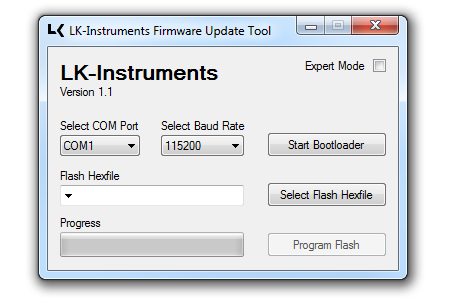 LK-Instruments Firmware Update Tool
LK-Instruments
Expert Mode
Version 1.1
Select COM Port
Select Baud Rate
COM1
115200
Start Bootloader
Flash Hexfile
Select Flash Hexfile
Progress
Program Flash